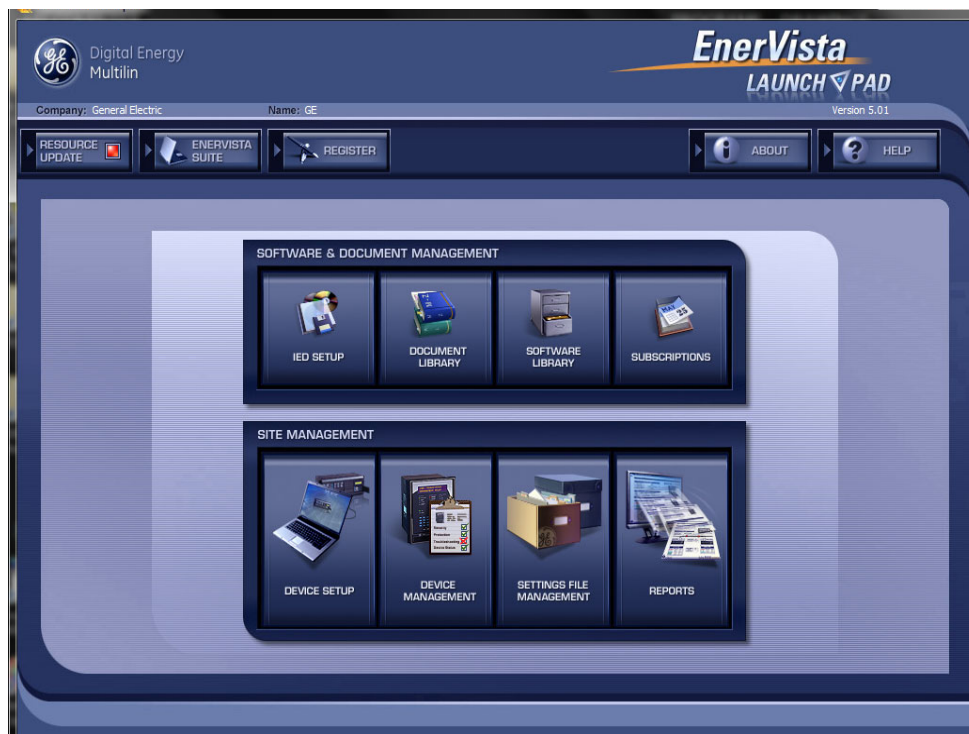 Digital Energy
Multilin
EnerVista
LAUNCH PAD
Company: General Electric
Name: GE
Version 5.01
RESOURCE
UPDATE
ENERVISTA
SUITE
REGISTER
ABOUT
HELP
SOFTWARE & DOCUMENT MANAGEMENT
IED SETUP
DOCUMENT
LIBRARY
SOFTWARE
LIBRARY
SUBSCRIPTIONS
SITE MANAGEMENT
DEVICE SETUP
DEVICE
MANAGEMENT
SETTINGS FILE
MANAGEMENT
REPORTS